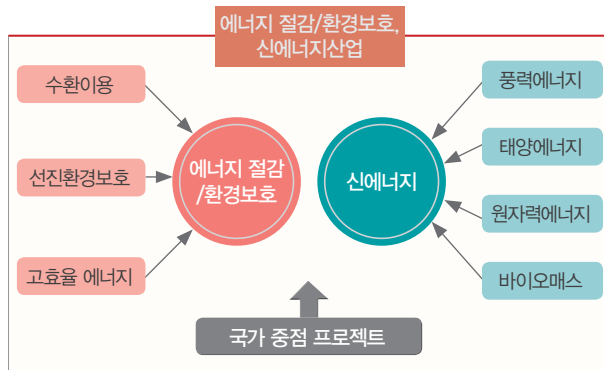 에너지 절감/환경보호,
신에너지산업
수환이용
선진환경보호
고효율 에너지
에너지 절감
/환경보호
신에너지
풍력에너지
태양에너지
원자력에너지
바이오매스
국가 중점 프로젝트